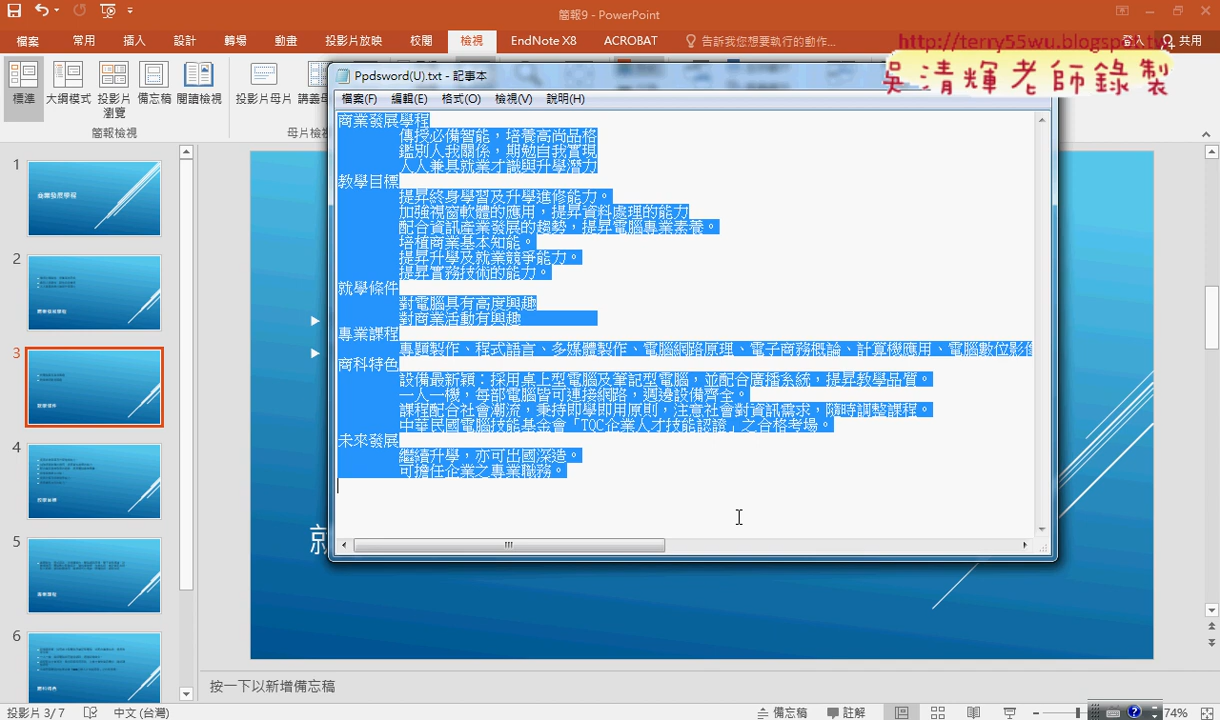 簡報9 - PowerPoint
檔案 常用 插入 設計 轉場 動畫 投影片放映 校閱 檢視 EndNote X8 ACROBAT 告訴我您想要執行的動作... 登入 共用
http://terry55wu.blogspot.tw
吳清輝老師錄製
標準 大綱模式 投影片瀏覽 備忘稿 閱讀檢視 投影片母片 講義母
簡報檢視 母片檢視
Ppdsword(U).txt - 記事本
檔案(F) 編輯(E) 格式(O) 檢視(V) 說明(H)
商業發展學程
傳授必備智能，培養高尚品格
鑑別人我關係，期勉自我實現
人人兼具就業才識與升學潛力
教學目標
提昇終身學習及升學進修能力。
加強視窗軟體的應用，提昇資料處理的能力
配合資訊產業發展的趨勢，提昇電腦專業素養。
培植商業基本知能。
提昇升學及就業競爭能力。
提昇實務技術的能力。
就學條件
對電腦具有高度興趣
對商業活動有興趣
專業課程
專題製作、程式語言、多媒體製作、電腦網路原理、電子商務概論、計算機應用、電腦數位影像
商科特色
設備最新穎：採用桌上型電腦及筆記型電腦，並配合廣播系統，提昇教學品質。
一人一機，每部電腦皆可連接網路，週邊設備齊全。
課程配合社會潮流，秉持即學即用原則，注意社會對資訊需求，隨時調整課程。
中華民國電腦技能基金會「TQC企業人才技能認證」之合格考場。
未來發展
繼續升學，亦可出國深造。
可擔任企業之專業職務。
1
商業發展學程
2
3
4
5
6
就
按一下以新增備忘稿
投影片 3/7 中文 (台灣) 備忘稿 註解 74%